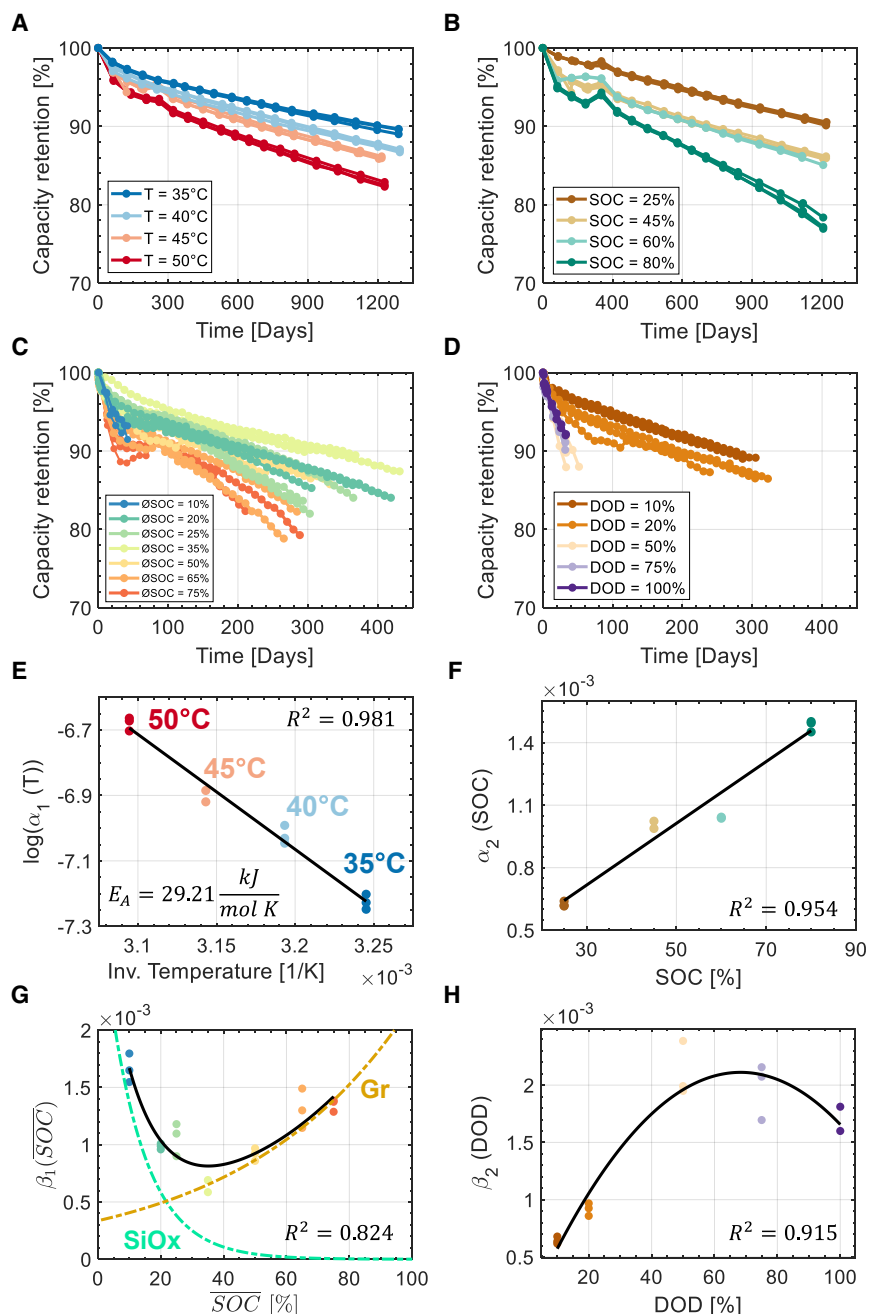 A
Capacity retention [%]
100
90
80
70
T = 35°C
T = 40°C
T = 45°C
T = 50°C
0
300
600
900
1200
Time [Days]
B
Capacity retention [%]
100
90
80
70
SOC = 25%
SOC = 45%
SOC = 60%
SOC = 80%
0
400
600
900
1200
Time [Days]
C
Capacity retention [%]
100
90
80
70
ØSOC = 10%
ØSOC = 20%
ØSOC = 25%
ØSOC = 35%
ØSOC = 50%
ØSOC = 65%
ØSOC = 75%
0
100
200
300
400
Time [Days]
D
Capacity retention [%]
100
90
80
70
DOD = 10%
DOD = 20%
DOD = 50%
DOD = 75%
DOD = 100%
0
100
200
300
400
Time [Days]
E
log(α₁ (T))
-6.7
-6.9
-7.1
-7.3
50°C
R² = 0.981
45°C
40°C
35°C
E_A = 29.21 kJ/mol K
3.1
3.15
3.2
3.25
Inv. Temperature [1/K]
×10⁻³
F
×10⁻³
α₂ (SOC)
1.4
1.1
0.8
0.5
R² = 0.954
30
50
70
90
SOC [%]
G
×10⁻³
β₁(S̅O̅C̅)
2
1.5
1
0.5
0
Gr
SiOx
R² = 0.824
0
20
40
60
80
100
S̅O̅C̅ [%]
H
×10⁻³
β₂ (DOD)
2
1.5
1
0.5
R² = 0.915
20
40
60
80
100
DOD [%]